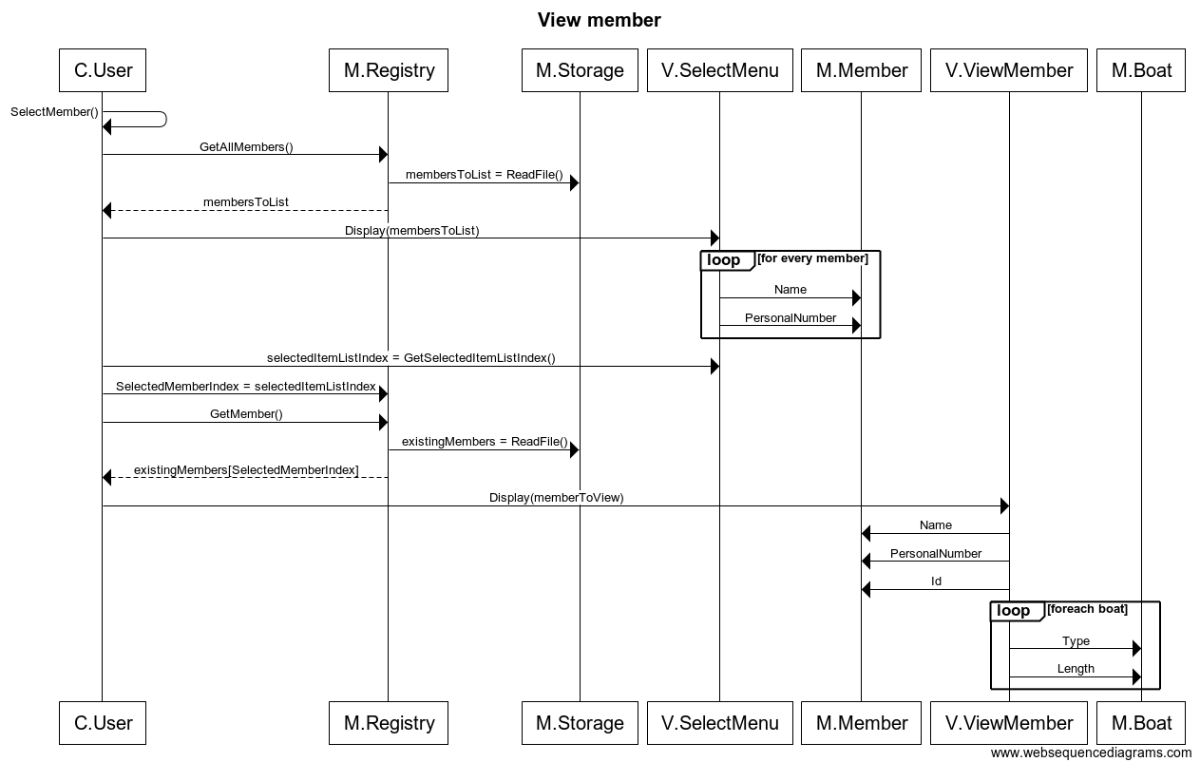 View member
C.User M.Registry M.Storage V.SelectMenu M.Member V.ViewMember M.Boat
SelectMember()
GetAllMembers()
membersToList = ReadFile()
membersToList
Display(membersToList)
loop [for every member]
Name
PersonalNumber
selectedItemListIndex = GetSelectedItemListIndex()
SelectedMemberIndex = selectedItemListIndex
GetMember()
existingMembers = ReadFile()
existingMembers[SelectedMemberIndex]
Display(memberToView)
Name
PersonalNumber
Id
loop [foreach boat]
Type
Length
C.User M.Registry M.Storage V.SelectMenu M.Member V.ViewMember M.Boat
www.websequencediagrams.com